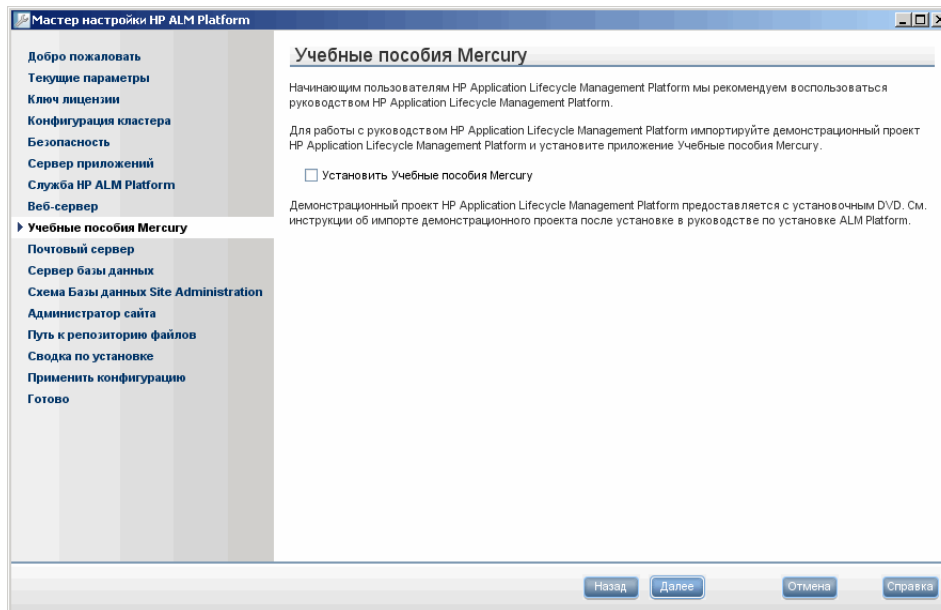 Мастер настройки HP ALM Platform
Добро пожаловать
Текущие параметры
Ключ лицензии
Конфигурация кластера
Безопасность
Сервер приложений
Служба HP ALM Platform
Веб-сервер
Учебные пособия Mercury
Почтовый сервер
Сервер базы данных
Схема Базы данных Site Administration
Администратор сайта
Путь к репозиторию файлов
Сводка по установке
Применить конфигурацию
Готово
Учебные пособия Mercury
Начинающим пользователям HP Application Lifecycle Management Platform мы рекомендуем воспользоваться
руководством HP Application Lifecycle Management Platform.
Для работы с руководством HP Application Lifecycle Management Platform импортируйте демонстрационный проект
HP Application Lifecycle Management Platform и установите приложение Учебные пособия Mercury.
Установить Учебные пособия Mercury
Демонстрационный проект HP Application Lifecycle Management Platform предоставляется с установочным DVD. См.
инструкции об импорте демонстрационного проекта после установке в руководстве по установке ALM Platform.
Назад
Далее
Отмена
Справка